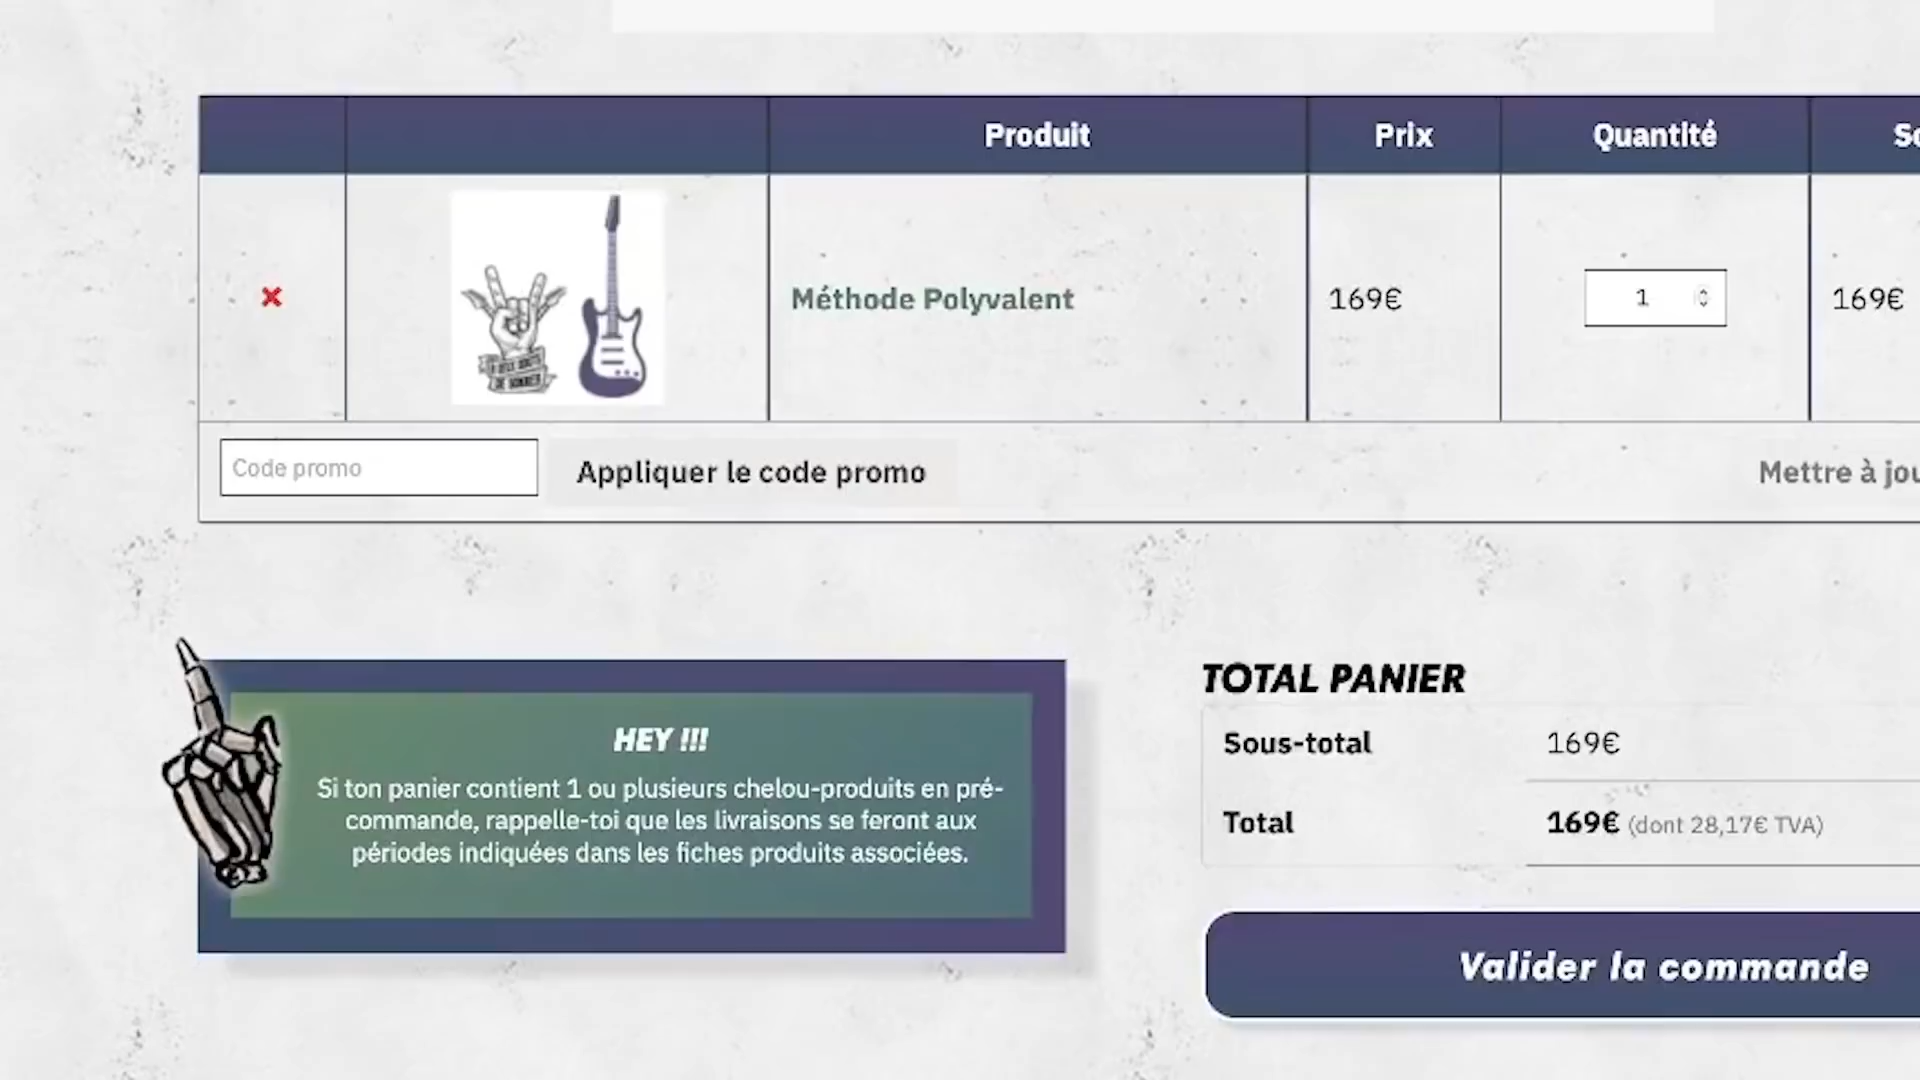 Produit
Prix
Quantité
Méthode Polyvalent
169€
1
169€
Code promo
Appliquer le code promo
Mettre à jou
HEY !!!
Si ton panier contient 1 ou plusieurs chelou-produits en pré-
commande, rappelle-toi que les livraisons se feront aux
périodes indiquées dans les fiches produits associées.
TOTAL PANIER
Sous-total
169€
Total
169€ (dont 28,17€ TVA)
Valider la commande